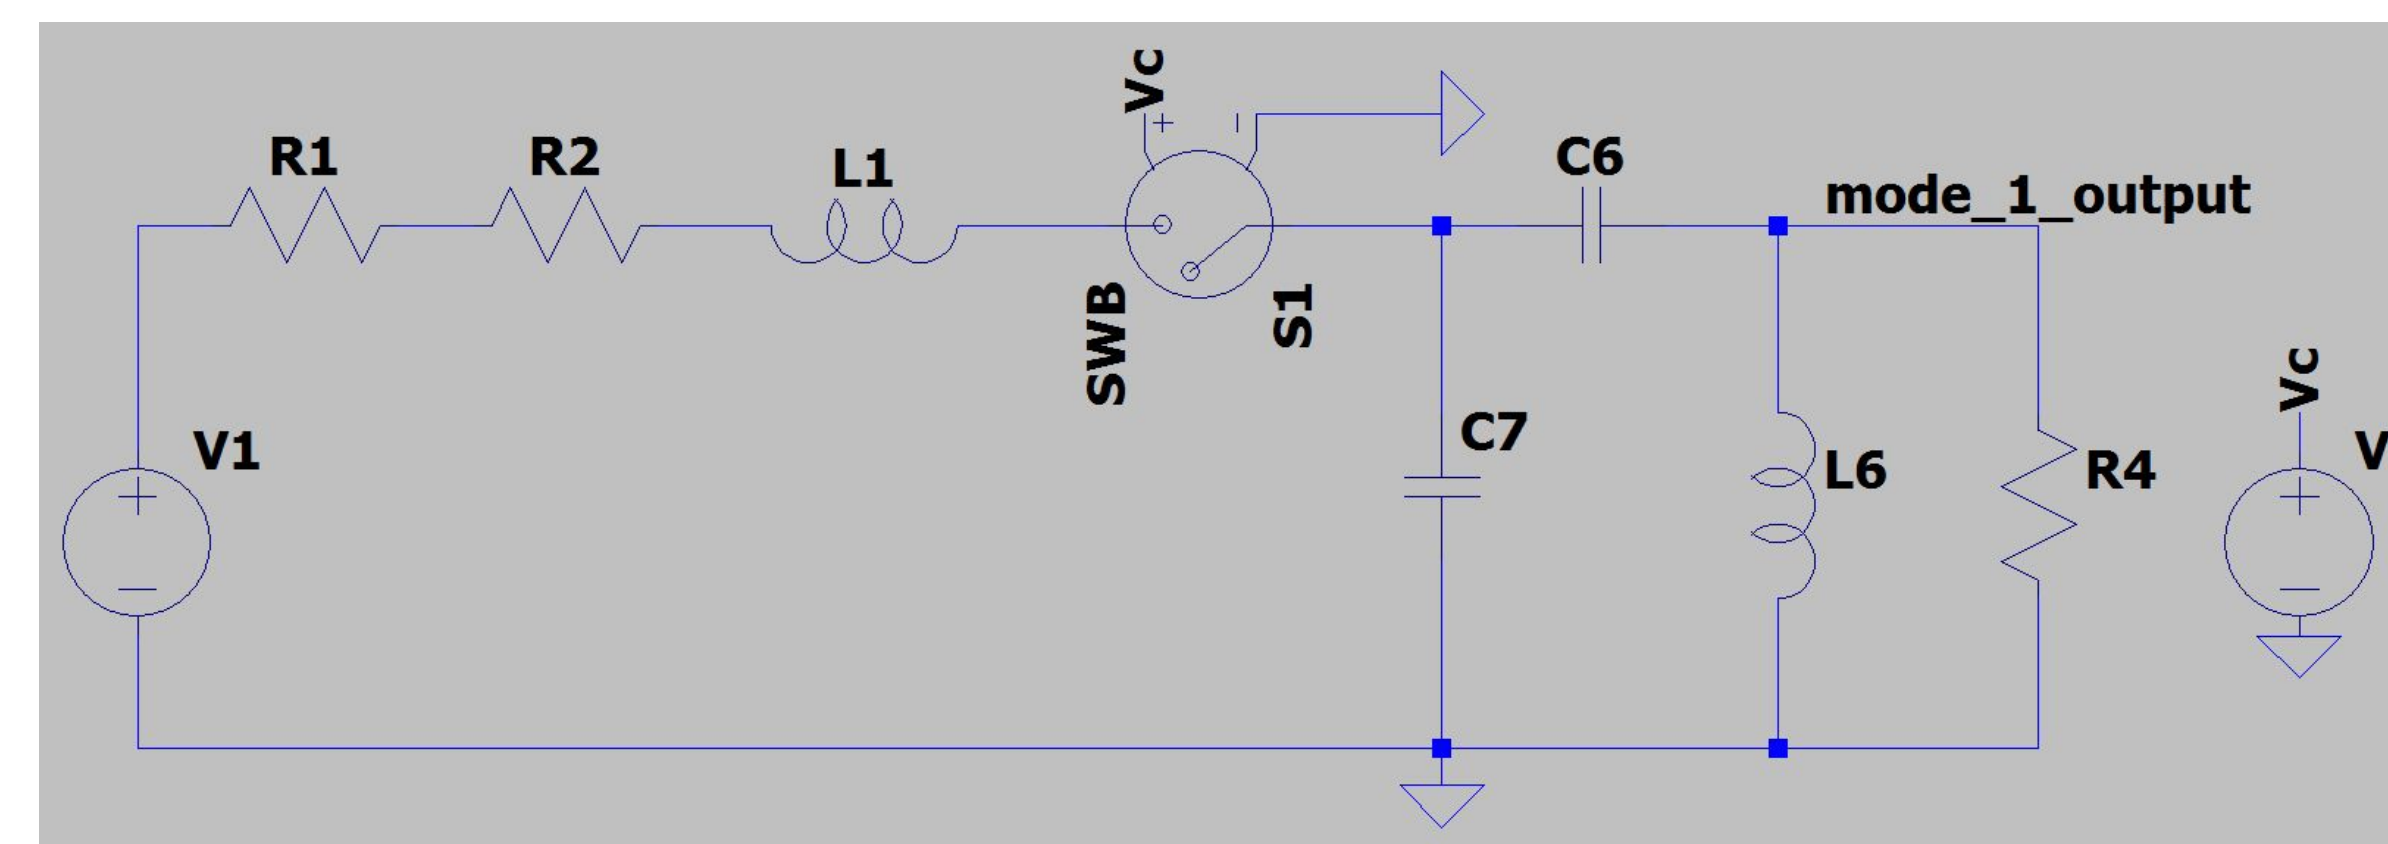 Vc
R1
R2
L1
C6
mode_1_output
SWB
S1
V1
C7
L6
R4
Vc
V